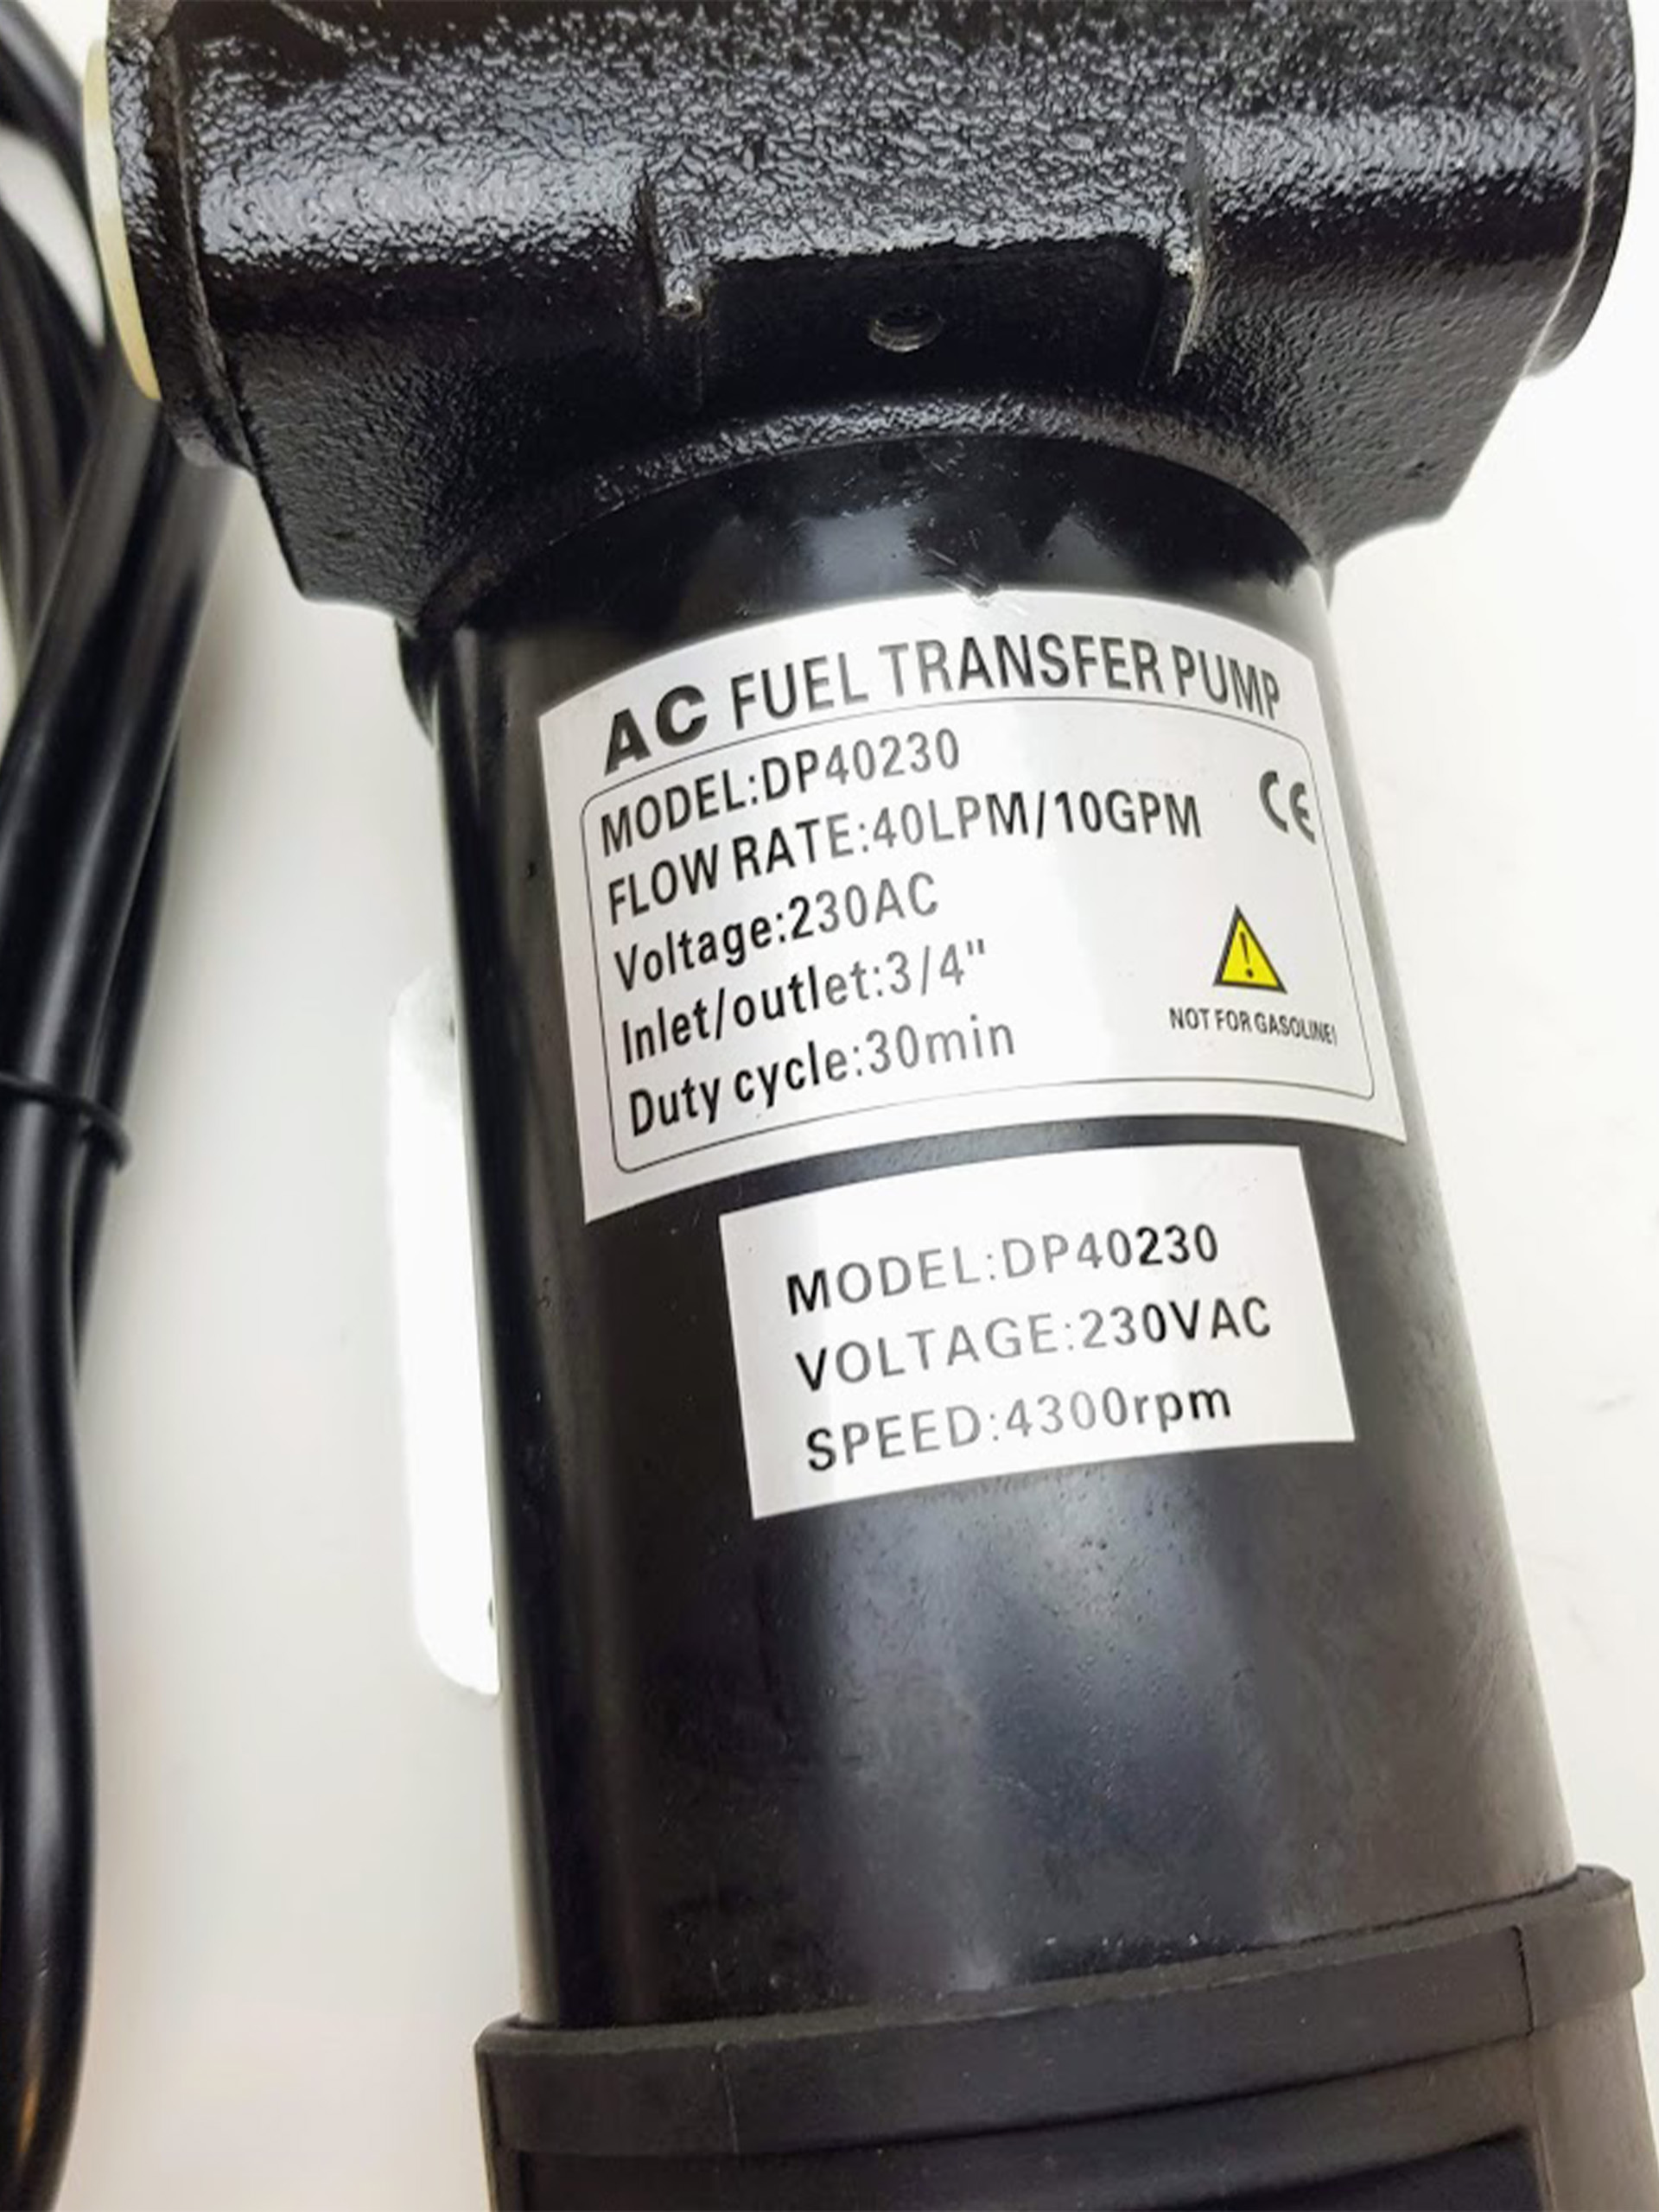 AC FUEL TRANSFER PUMP
MODEL:DP40230
FLOW RATE:40LPM/10GPM
CE
Voltage:230AC
Inlet/outlet:3/4"
Duty cycle:30min
!
NOT FOR GASOLINE!
MODEL:DP40230
VOLTAGE:230VAC
SPEED:4300rpm